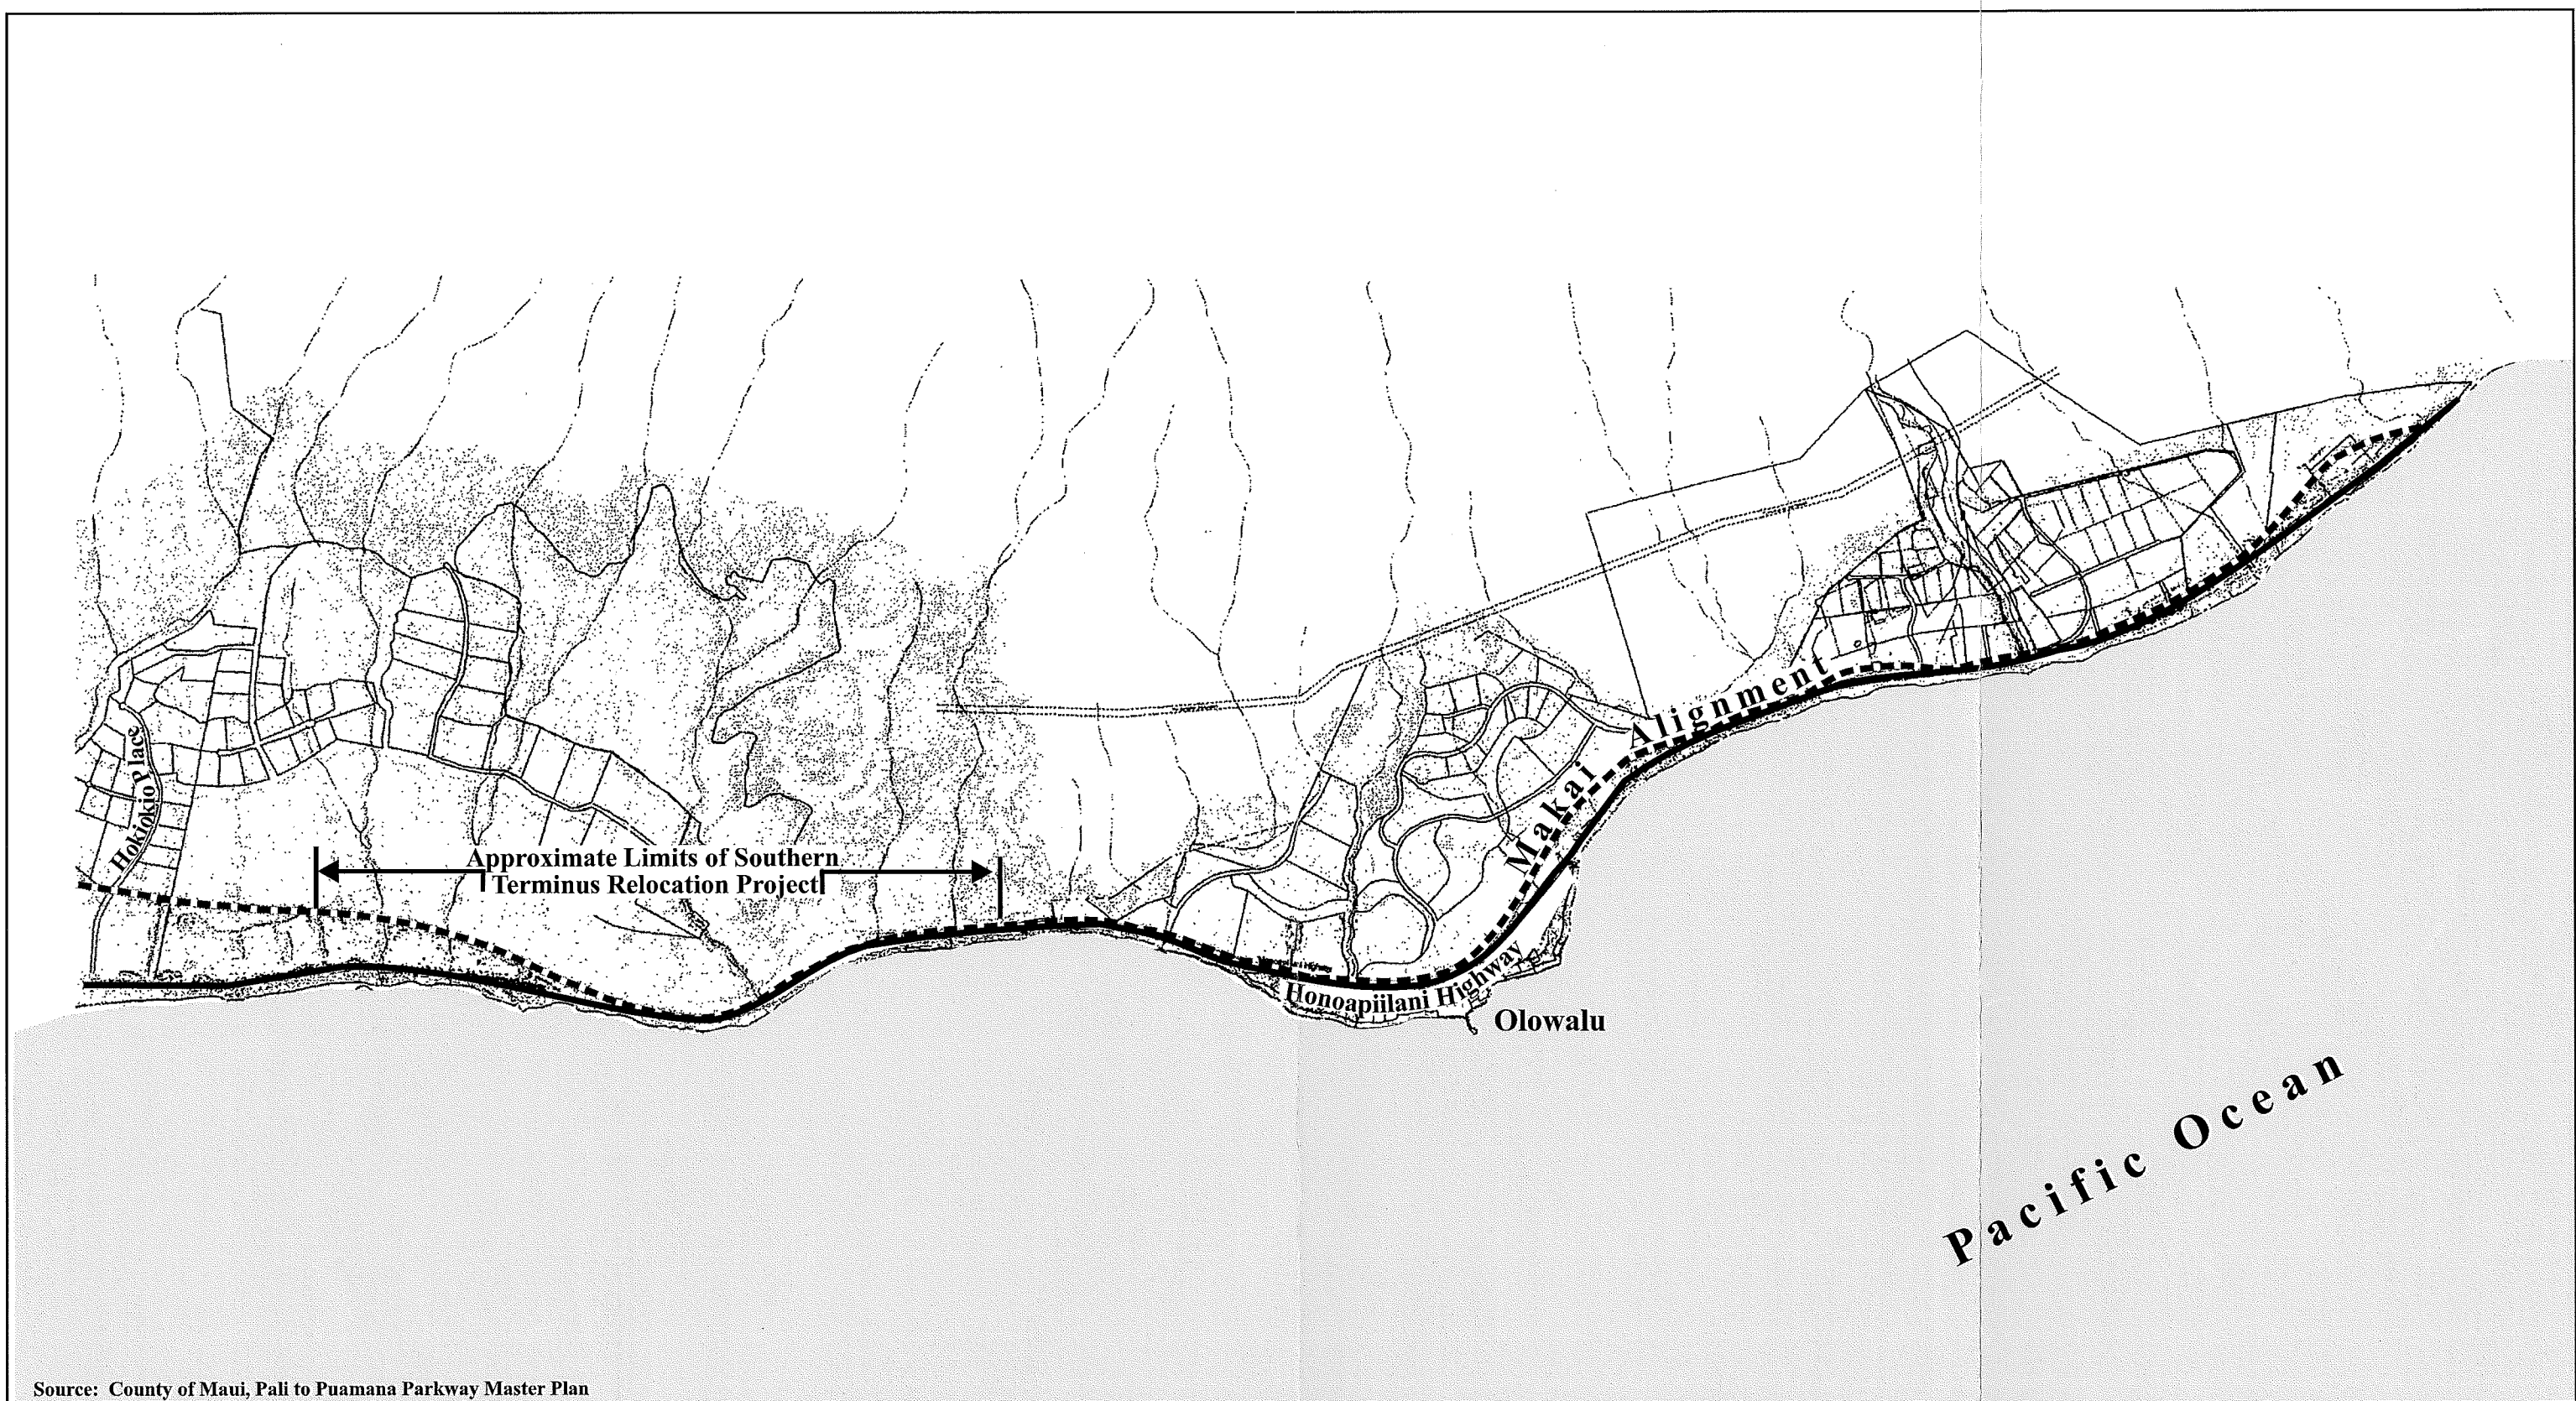 Makai Alignment
Hokiokio Place
Approximate Limits of Southern
Terminus Relocation Project
Honoapiilani Highway
Olowalu
Pacific Ocean
Source: County of Maui, Pali to Puamana Parkway Master Plan